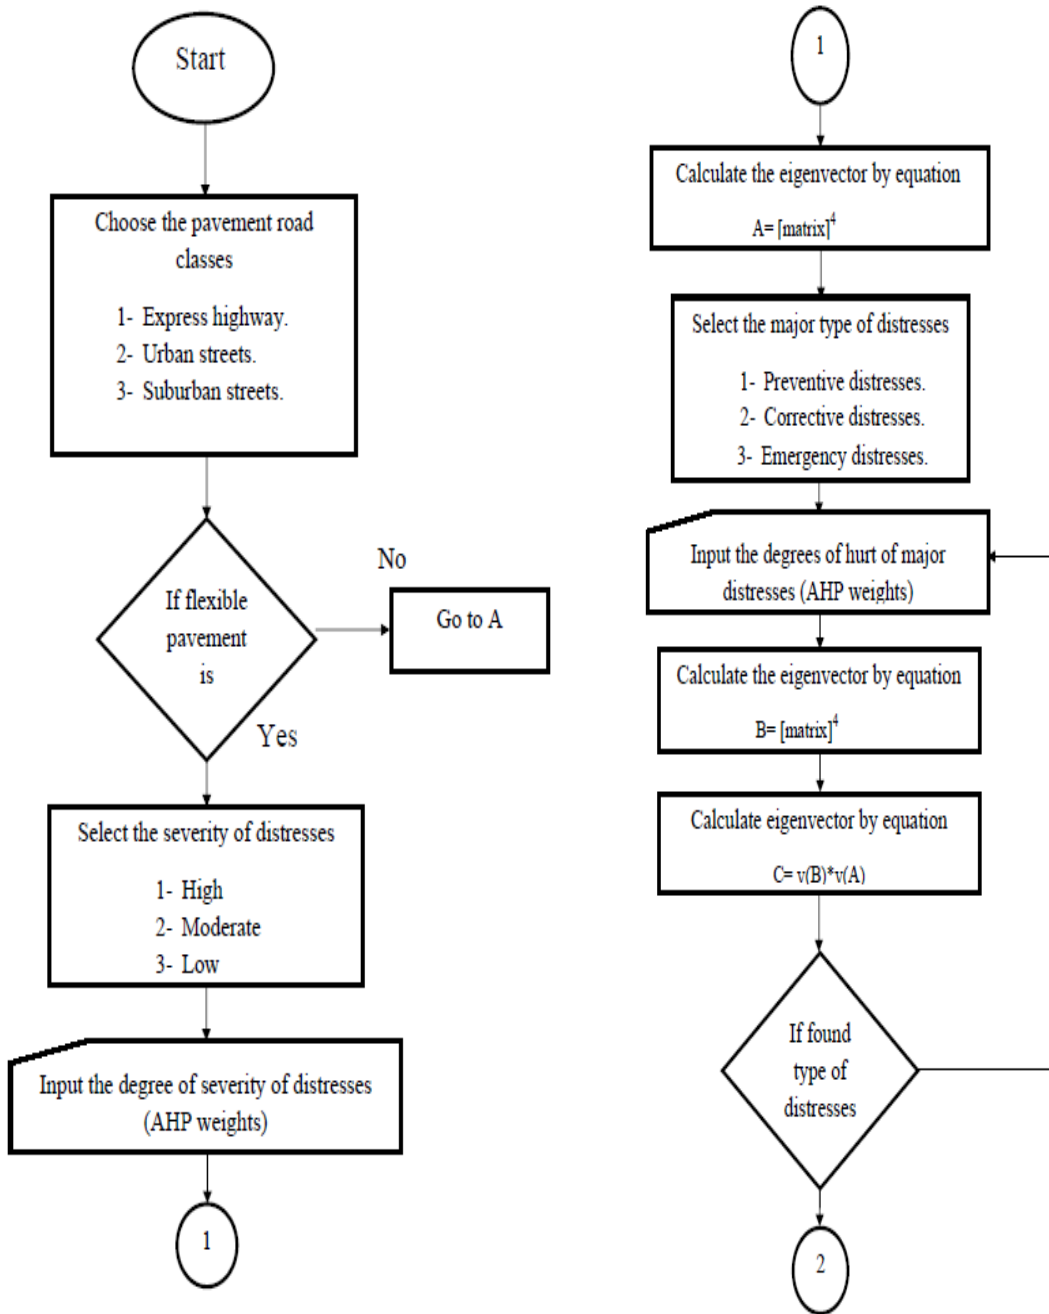 Start
Choose the pavement road
classes
1- Express highway.
2- Urban streets.
3- Suburban streets.
If flexible
pavement
is
No
Go to A
Yes
Select the severity of distresses
1- High
2- Moderate
3- Low
Input the degree of severity of distresses
(AHP weights)
1
1
Calculate the eigenvector by equation
A= [matrix]⁴
Select the major type of distresses
1- Preventive distresses.
2- Corrective distresses.
3- Emergency distresses.
Input the degrees of hurt of major
distresses (AHP weights)
Calculate the eigenvector by equation
B= [matrix]⁴
Calculate eigenvector by equation
C= v(B)*v(A)
If found
type of
distresses
2